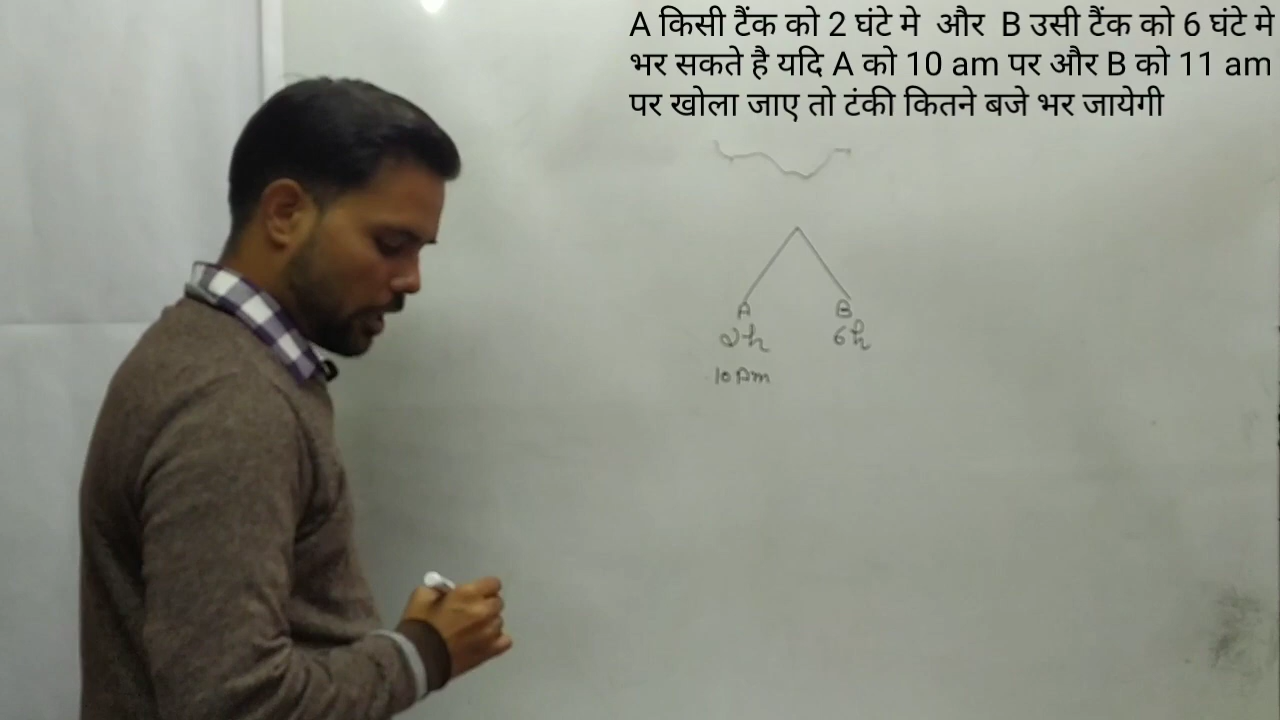 A किसी टैंक को 2 घंटे मे और B उसी टैंक को 6 घंटे मे
भर सकते है यदि A को 10 am पर और B को 11 am
पर खोला जाए तो टंकी कितने बजे भर जायेगी
A B
2h 6h
10 Am